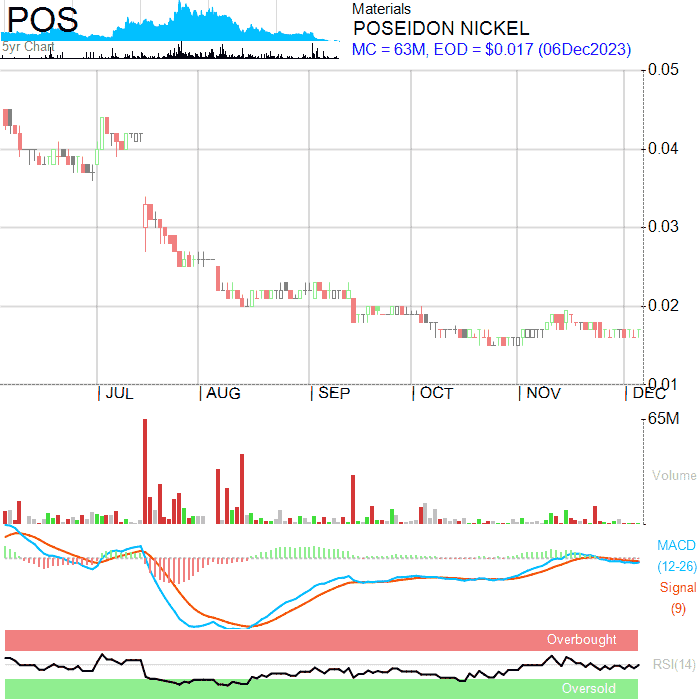 POS
5yr Chart
Materials
POSEIDON NICKEL
MC = 63M, EOD = $0.017 (06Dec2023)
0.05
0.04
0.03
0.02
0.01
JUL
AUG
SEP
OCT
NOV
DEC
65M
Volume
MACD
(12-26)
Signal
(9)
Overbought
RSI(14)
Oversold